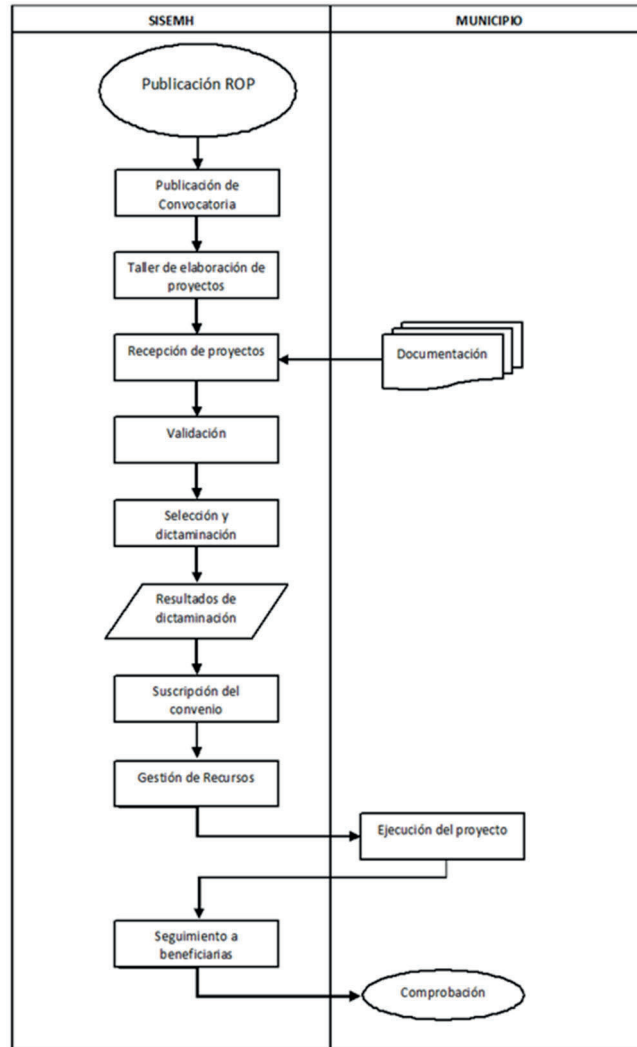 SISEMH
MUNICIPIO
Publicación ROP
Publicación de
Convocatoria
Taller de elaboración de
proyectos
Recepción de proyectos
Documentación
Validación
Selección y
dictaminación
Resultados de
dictaminación
Suscripción del
convenio
Gestión de Recursos
Ejecución del proyecto
Seguimiento a
beneficiarias
Comprobación